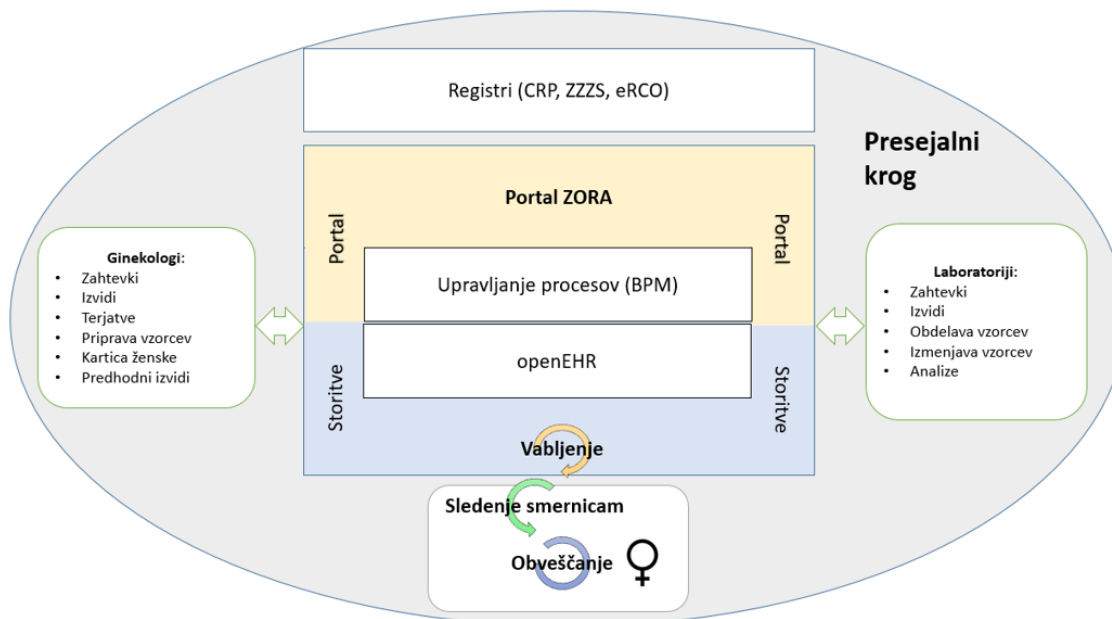 Registri (CRP, ZZZS, eRCO)
Presejalni
krog
Portal ZORA
Portal
Portal
Ginekologi:
• Zahtevki
• Izvidi
• Terjatve
• Priprava vzorcev
• Kartica ženske
• Predhodni izvidi
Upravljanje procesov (BPM)
openEHR
Storitve
Storitve
Laboratoriji:
• Zahtevki
• Izvidi
• Obdelava vzorcev
• Izmenjava vzorcev
• Analize
Vabljenje
Sledenje smernicam
Obveščanje